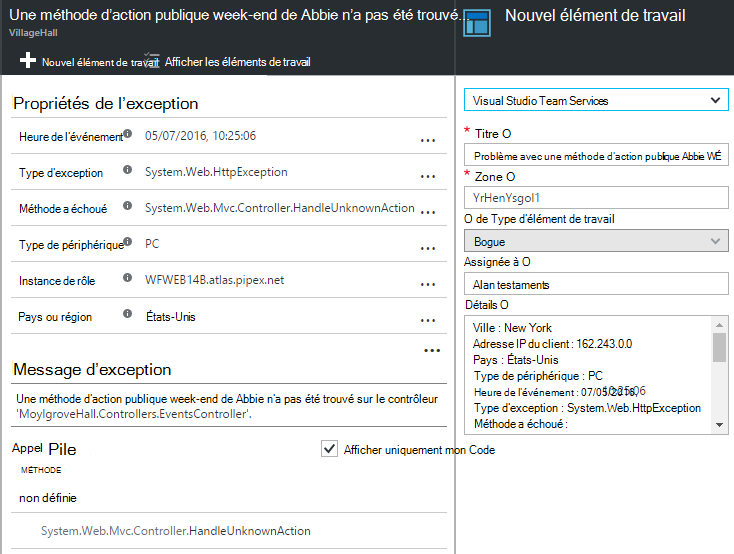 Une méthode d’action publique week-end de Abbie n’a pas été trouvé...
VillageHall
Nouvel élément de travail
Afficher les éléments de travail
Propriétés de l’exception
Heure de l’événement 05/07/2016, 10:25:06
Type d’exception System.Web.HttpException
Méthode a échoué System.Web.Mvc.Controller.HandleUnknownAction
Type de périphérique PC
Instance de rôle WFWEB14B.atlas.pipex.net
Pays ou région États-Unis
Message d’exception
Une méthode d’action publique week-end de Abbie n’a pas été trouvé sur le contrôleur
'MoylgroveHall.Controllers.EventsController'.
Appel Pile
Afficher uniquement mon Code
MÉTHODE
non définie
System.Web.Mvc.Controller.HandleUnknownAction
Nouvel élément de travail
Visual Studio Team Services
* Titre O
Problème avec une méthode d’action publique Abbie WE
* Zone O
YrHenYsgol1
O de Type d’élément de travail
Bogue
Assignée à O
Alan testaments
Détails O
Ville : New York
Adresse IP du client : 162.243.0.0
Pays : États-Unis
Type de périphérique : PC
Heure de l’événement : 07/05/2016, 10:25:06
Type d’exception : System.Web.HttpException
Méthode a échoué :